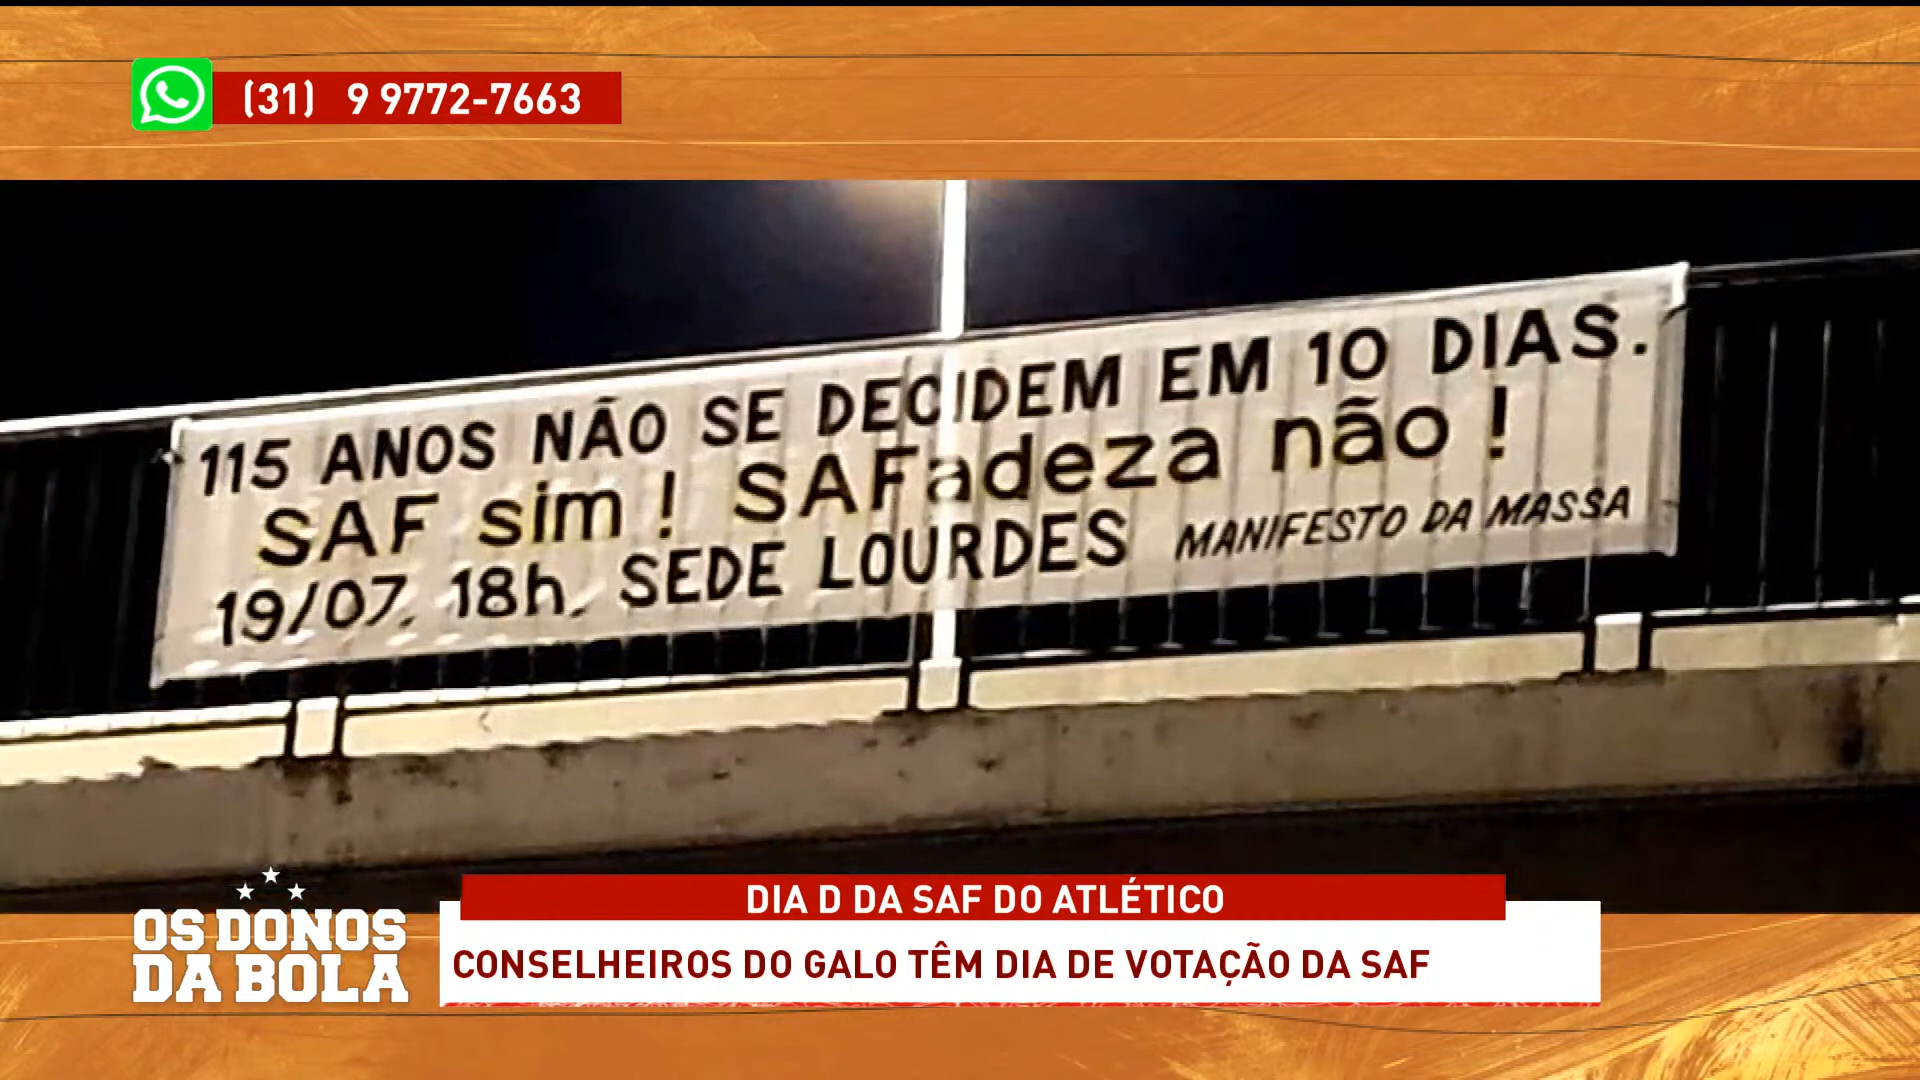 (31) 9 9772-7663
115 ANOS NÃO SE DECIDEM EM 10 DIAS.
SAF sim! SAFadeza não!
19/07, 18h, SEDE LOURDES MANIFESTO DA MASSA
DIA D DA SAF DO ATLÉTICO
OS DONOS
DA BOLA
CONSELHEIROS DO GALO TÊM DIA DE VOTAÇÃO DA SAF